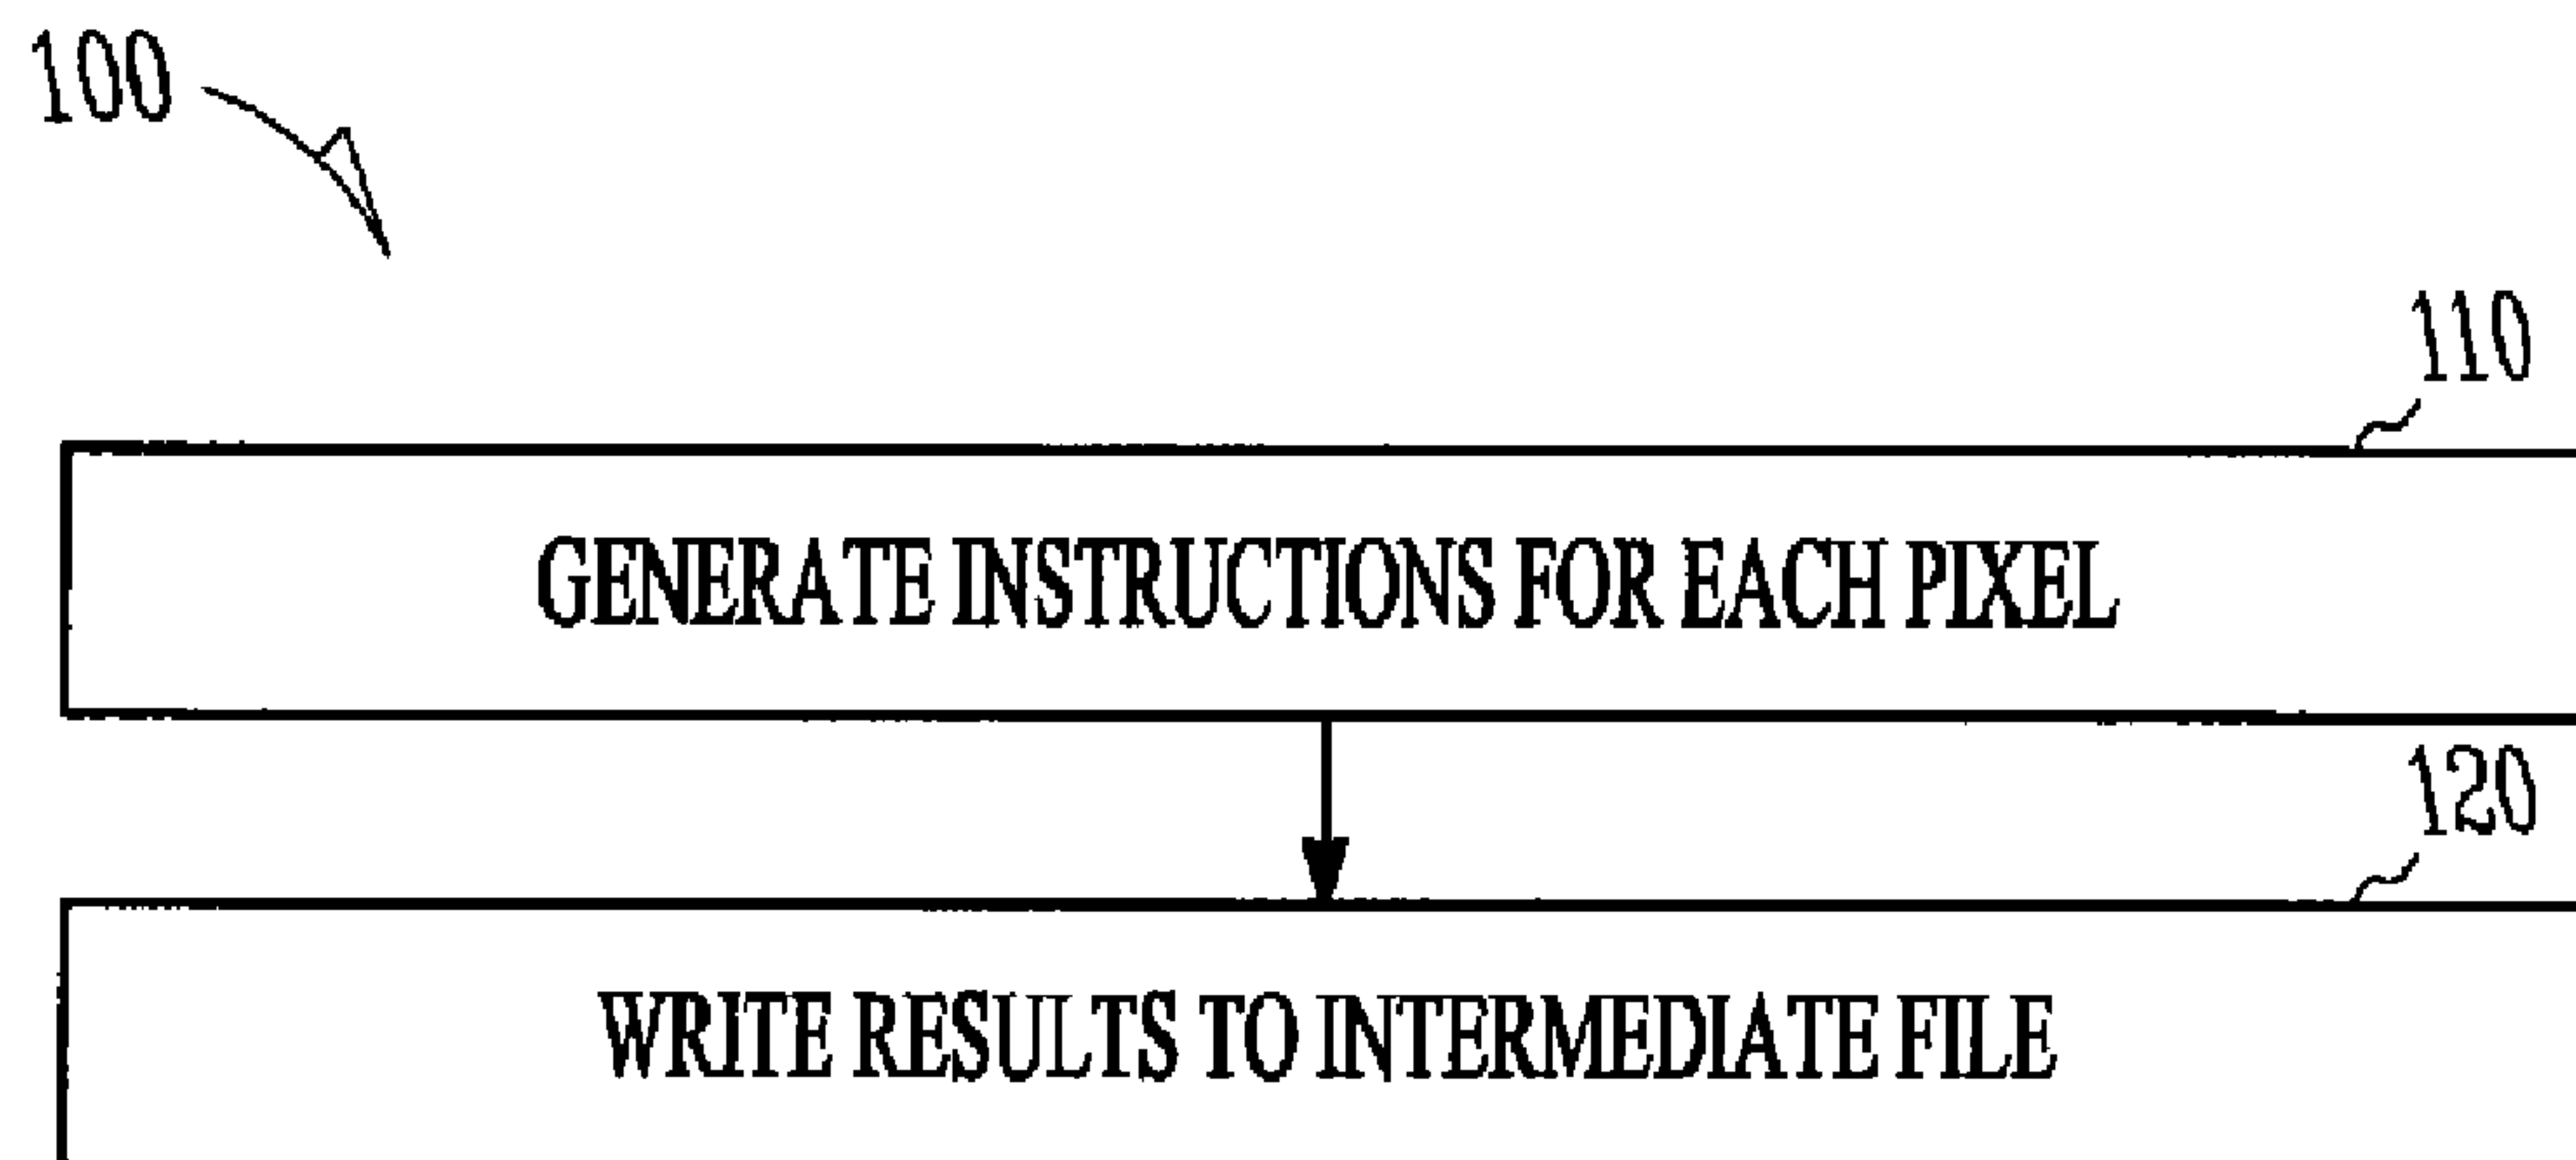 100
110
GENERATE INSTRUCTIONS FOR EACH PIXEL
120
WRITE RESULTS TO INTERMEDIATE FILE